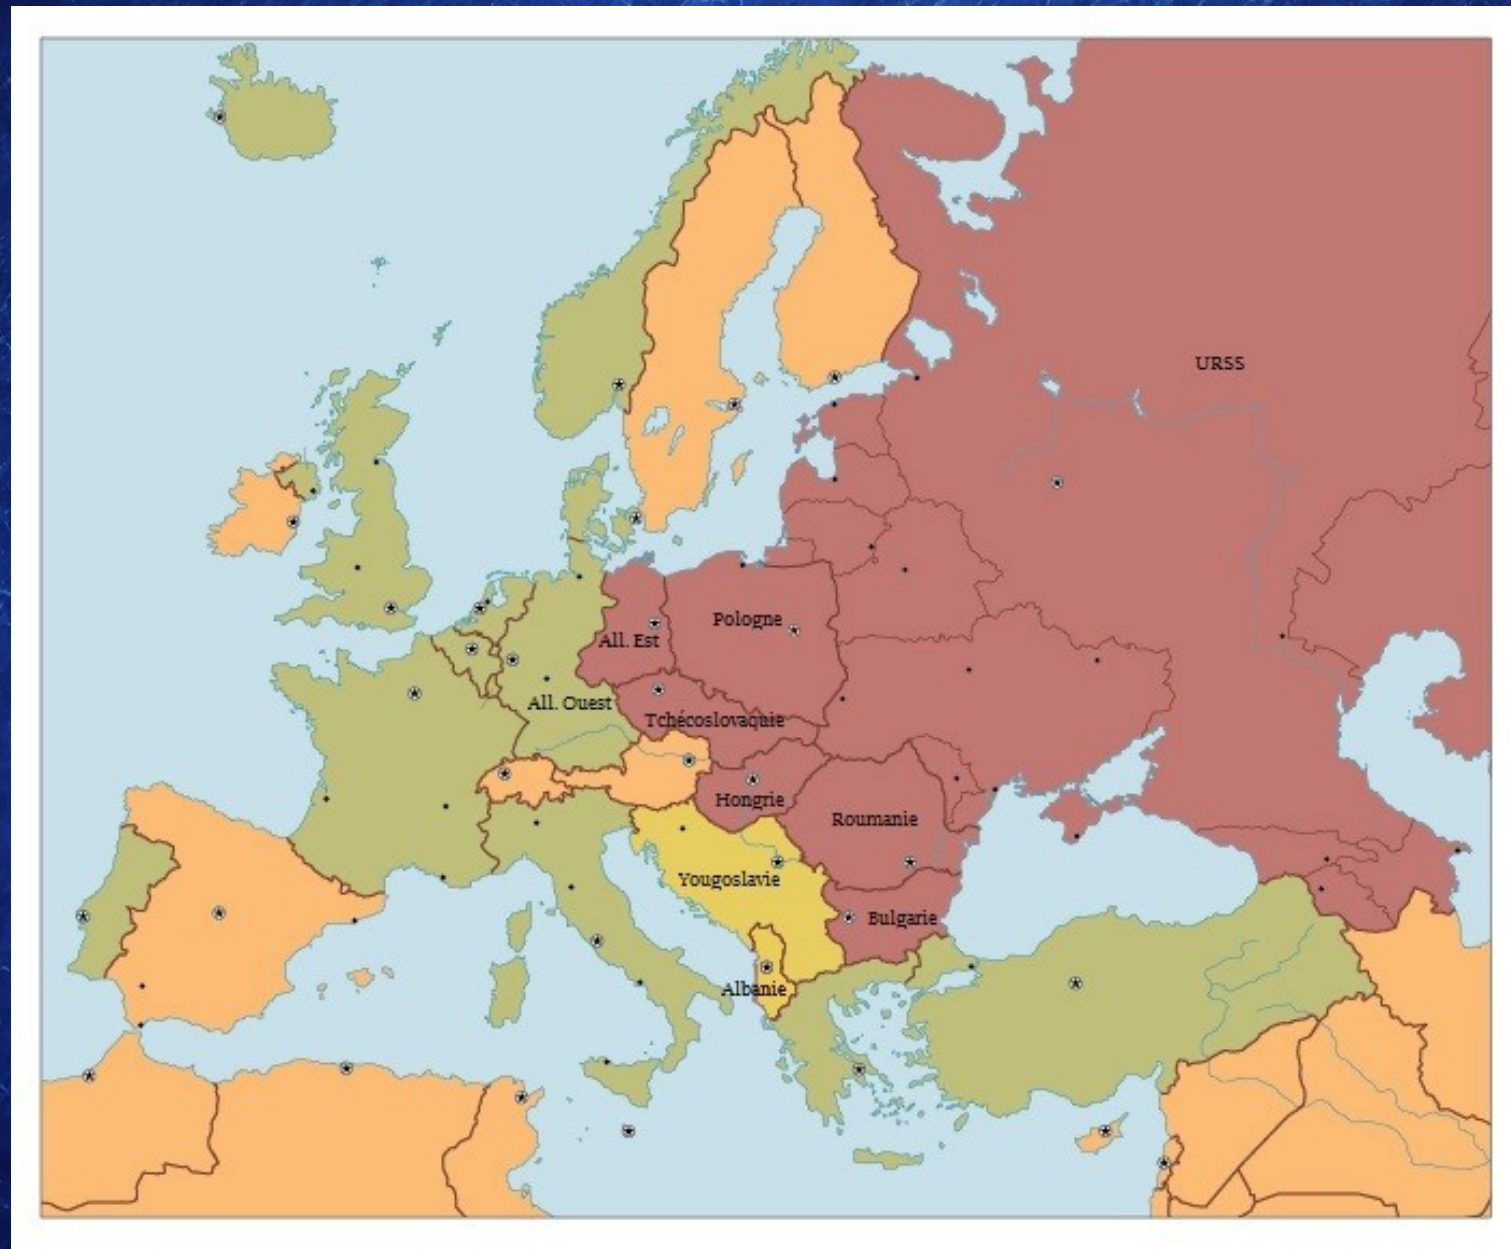 URSS
Pologne
All. Est
All. Ouest
Tchécoslovaquie
Hongrie
Roumanie
Yougoslavie
Bulgarie
Albanie